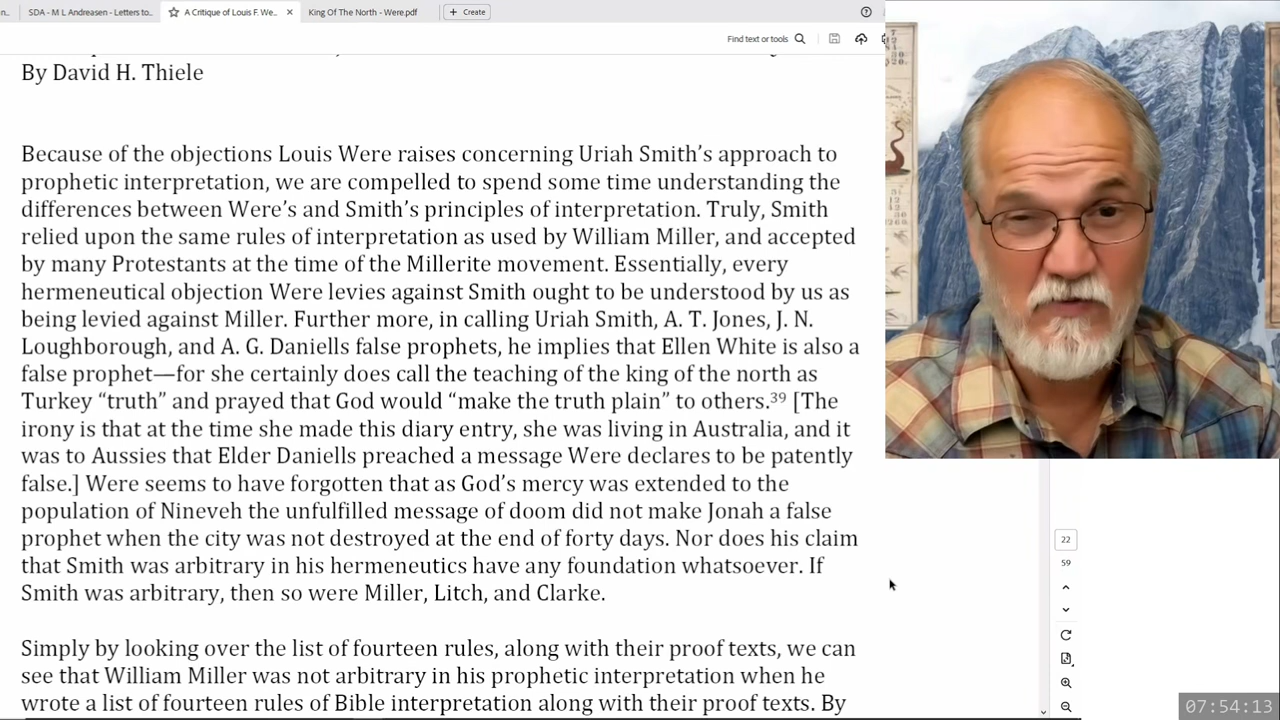 SDA - M L Andreasen - Letters to...
A Critique of Louis F. We...
King Of The North - Were.pdf
Create
Find text or tools
By David H. Thiele
Because of the objections Louis Were raises concerning Uriah Smith’s approach to
prophetic interpretation, we are compelled to spend some time understanding the
differences between Were’s and Smith’s principles of interpretation. Truly, Smith
relied upon the same rules of interpretation as used by William Miller, and accepted
by many Protestants at the time of the Millerite movement. Essentially, every
hermeneutical objection Were levies against Smith ought to be understood by us as
being levied against Miller. Further more, in calling Uriah Smith, A. T. Jones, J. N.
Loughborough, and A. G. Daniells false prophets, he implies that Ellen White is also a
false prophet—for she certainly does call the teaching of the king of the north as
Turkey “truth” and prayed that God would “make the truth plain” to others.³⁹ [The
irony is that at the time she made this diary entry, she was living in Australia, and it
was to Aussies that Elder Daniells preached a message Were declares to be patently
false.] Were seems to have forgotten that as God’s mercy was extended to the
population of Nineveh the unfulfilled message of doom did not make Jonah a false
prophet when the city was not destroyed at the end of forty days. Nor does his claim
that Smith was arbitrary in his hermeneutics have any foundation whatsoever. If
Smith was arbitrary, then so were Miller, Litch, and Clarke.
Simply by looking over the list of fourteen rules, along with their proof texts, we can
see that William Miller was not arbitrary in his prophetic interpretation when he
wrote a list of fourteen rules of Bible interpretation along with their proof texts. By
22
59
07:54:13